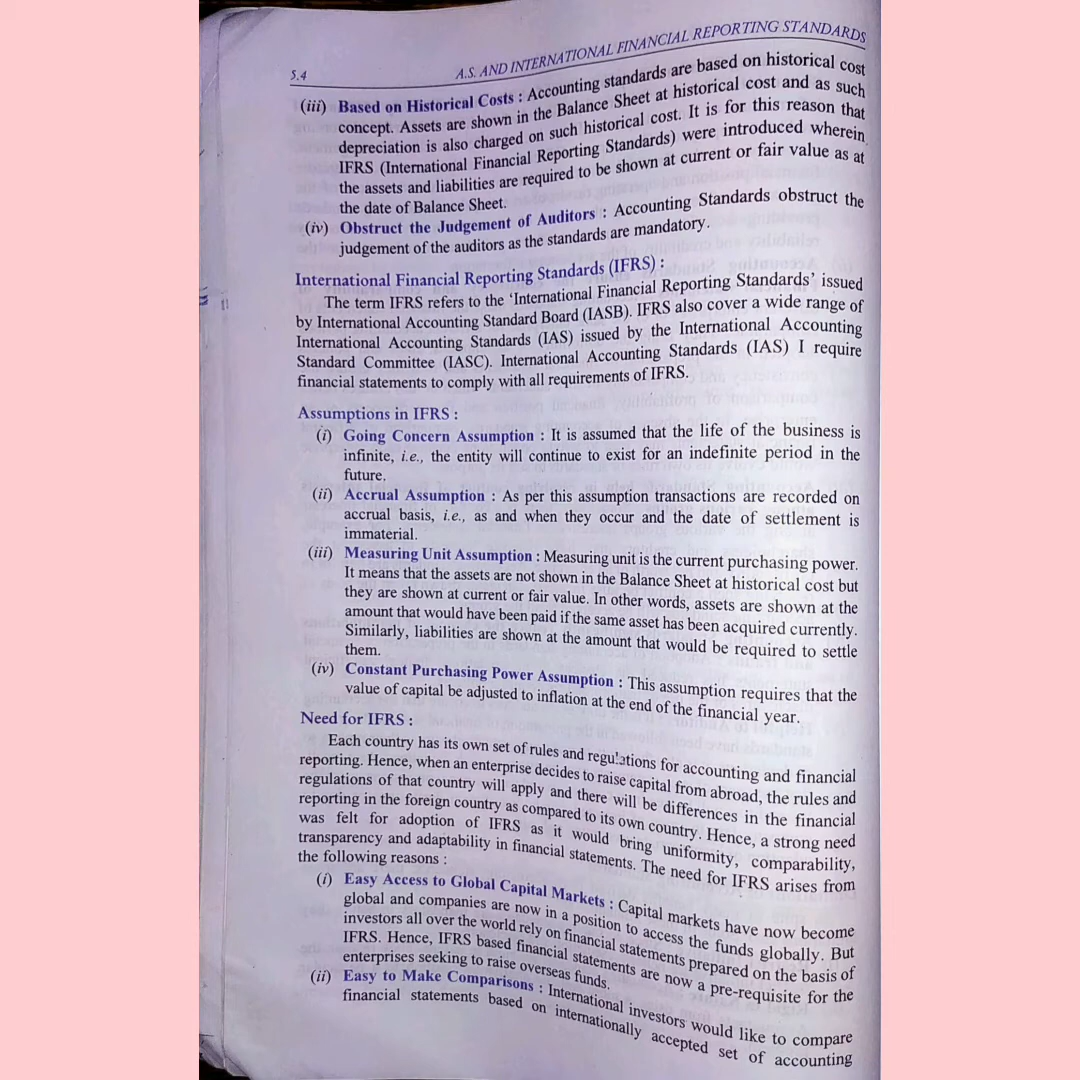 5.4 A.S. AND INTERNATIONAL FINANCIAL REPORTING STANDARDS
(iii) Based on Historical Costs : Accounting standards are based on historical cost
concept. Assets are shown in the Balance Sheet at historical cost and as such
depreciation is also charged on such historical cost. It is for this reason that
IFRS (International Financial Reporting Standards) were introduced wherein
the assets and liabilities are required to be shown at current or fair value as at
the date of Balance Sheet.
(iv) Obstruct the Judgement of Auditors : Accounting Standards obstruct the
judgement of the auditors as the standards are mandatory.
International Financial Reporting Standards (IFRS) :
The term IFRS refers to the ‘International Financial Reporting Standards’ issued
by International Accounting Standard Board (IASB). IFRS also cover a wide range of
International Accounting Standards (IAS) issued by the International Accounting
Standard Committee (IASC). International Accounting Standards (IAS) I require
financial statements to comply with all requirements of IFRS.
Assumptions in IFRS :
(i) Going Concern Assumption : It is assumed that the life of the business is
infinite, i.e., the entity will continue to exist for an indefinite period in the
future.
(ii) Accrual Assumption : As per this assumption transactions are recorded on
accrual basis, i.e., as and when they occur and the date of settlement is
immaterial.
(iii) Measuring Unit Assumption : Measuring unit is the current purchasing power.
It means that the assets are not shown in the Balance Sheet at historical cost but
they are shown at current or fair value. In other words, assets are shown at the
amount that would have been paid if the same asset has been acquired currently.
Similarly, liabilities are shown at the amount that would be required to settle
them.
(iv) Constant Purchasing Power Assumption : This assumption requires that the
value of capital be adjusted to inflation at the end of the financial year.
Need for IFRS :
Each country has its own set of rules and regulations for accounting and financial
reporting. Hence, when an enterprise decides to raise capital from abroad, the rules and
regulations of that country will apply and there will be differences in the financial
reporting in the foreign country as compared to its own country. Hence, a strong need
was felt for adoption of IFRS as it would bring uniformity, comparability,
transparency and adaptability in financial statements. The need for IFRS arises from
the following reasons :
(i) Easy Access to Global Capital Markets : Capital markets have now become
global and companies are now in a position to access the funds globally. But
investors all over the world rely on financial statements prepared on the basis of
IFRS. Hence, IFRS based financial statements are now a pre-requisite for the
enterprises seeking to raise overseas funds.
(ii) Easy to Make Comparisons : International investors would like to compare
financial statements based on internationally accepted set of accounting